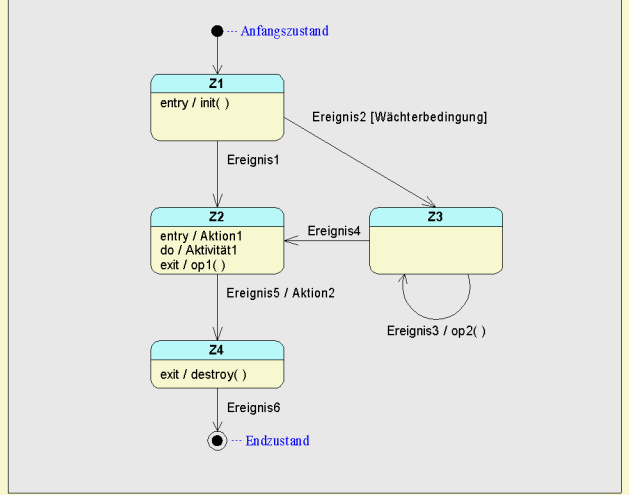 Anfangszustand
Z1
entry / init( )
Ereignis2 [Wächterbedingung]
Ereignis1
Z2
Z3
entry / Aktion1
do / Aktivität1
exit / op1( )
Ereignis4
Ereignis5 / Aktion2
Ereignis3 / op2( )
Z4
exit / destroy( )
Ereignis6
Endzustand